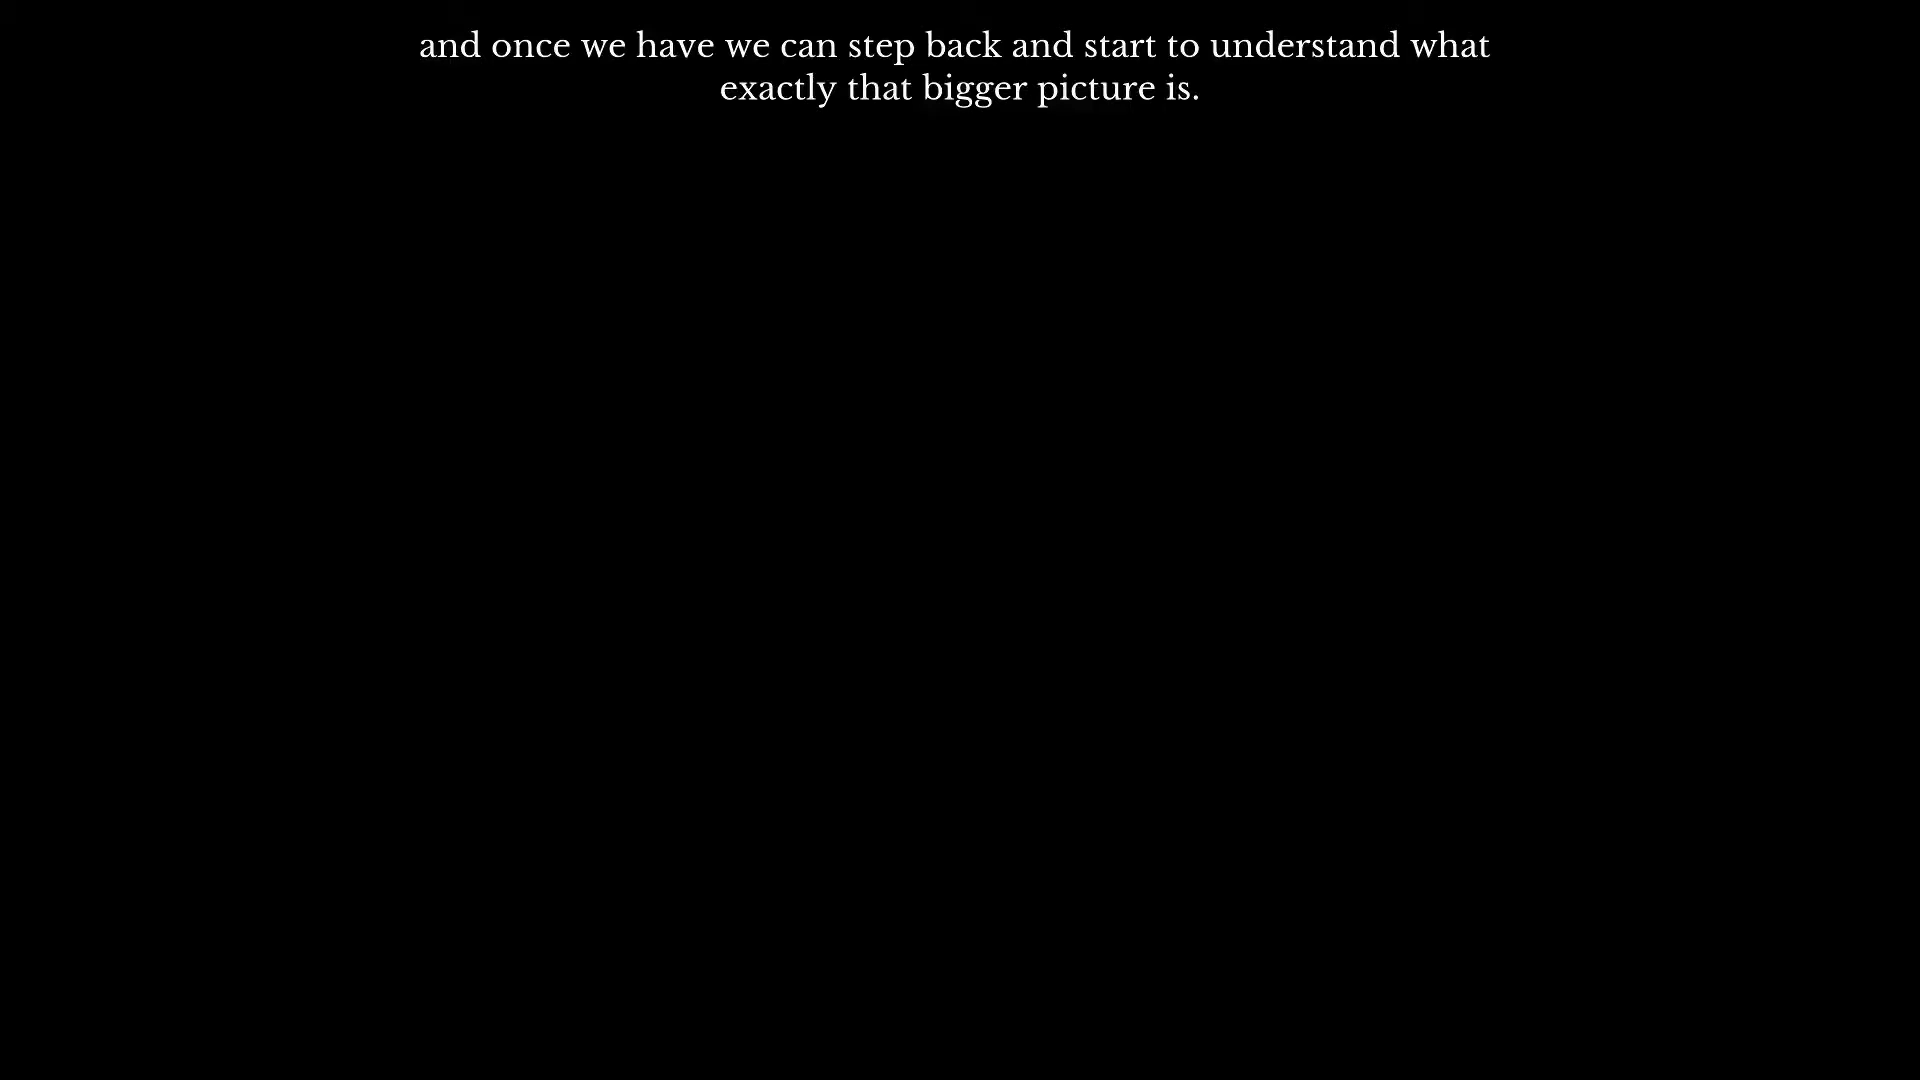 and once we have we can step back and start to understand what
exactly that bigger picture is.